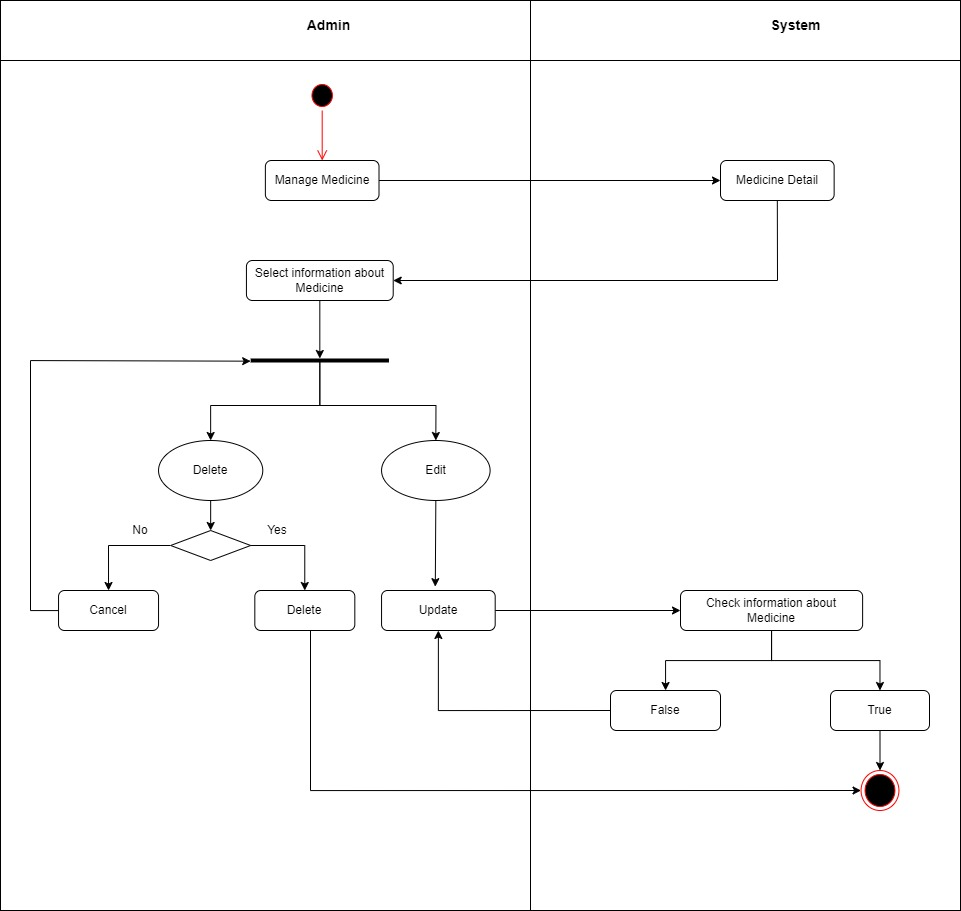 Admin
System
Manage Medicine
Medicine Detail
Select information about
Medicine
Delete
Edit
No
Yes
Cancel
Delete
Update
Check information about
Medicine
False
True